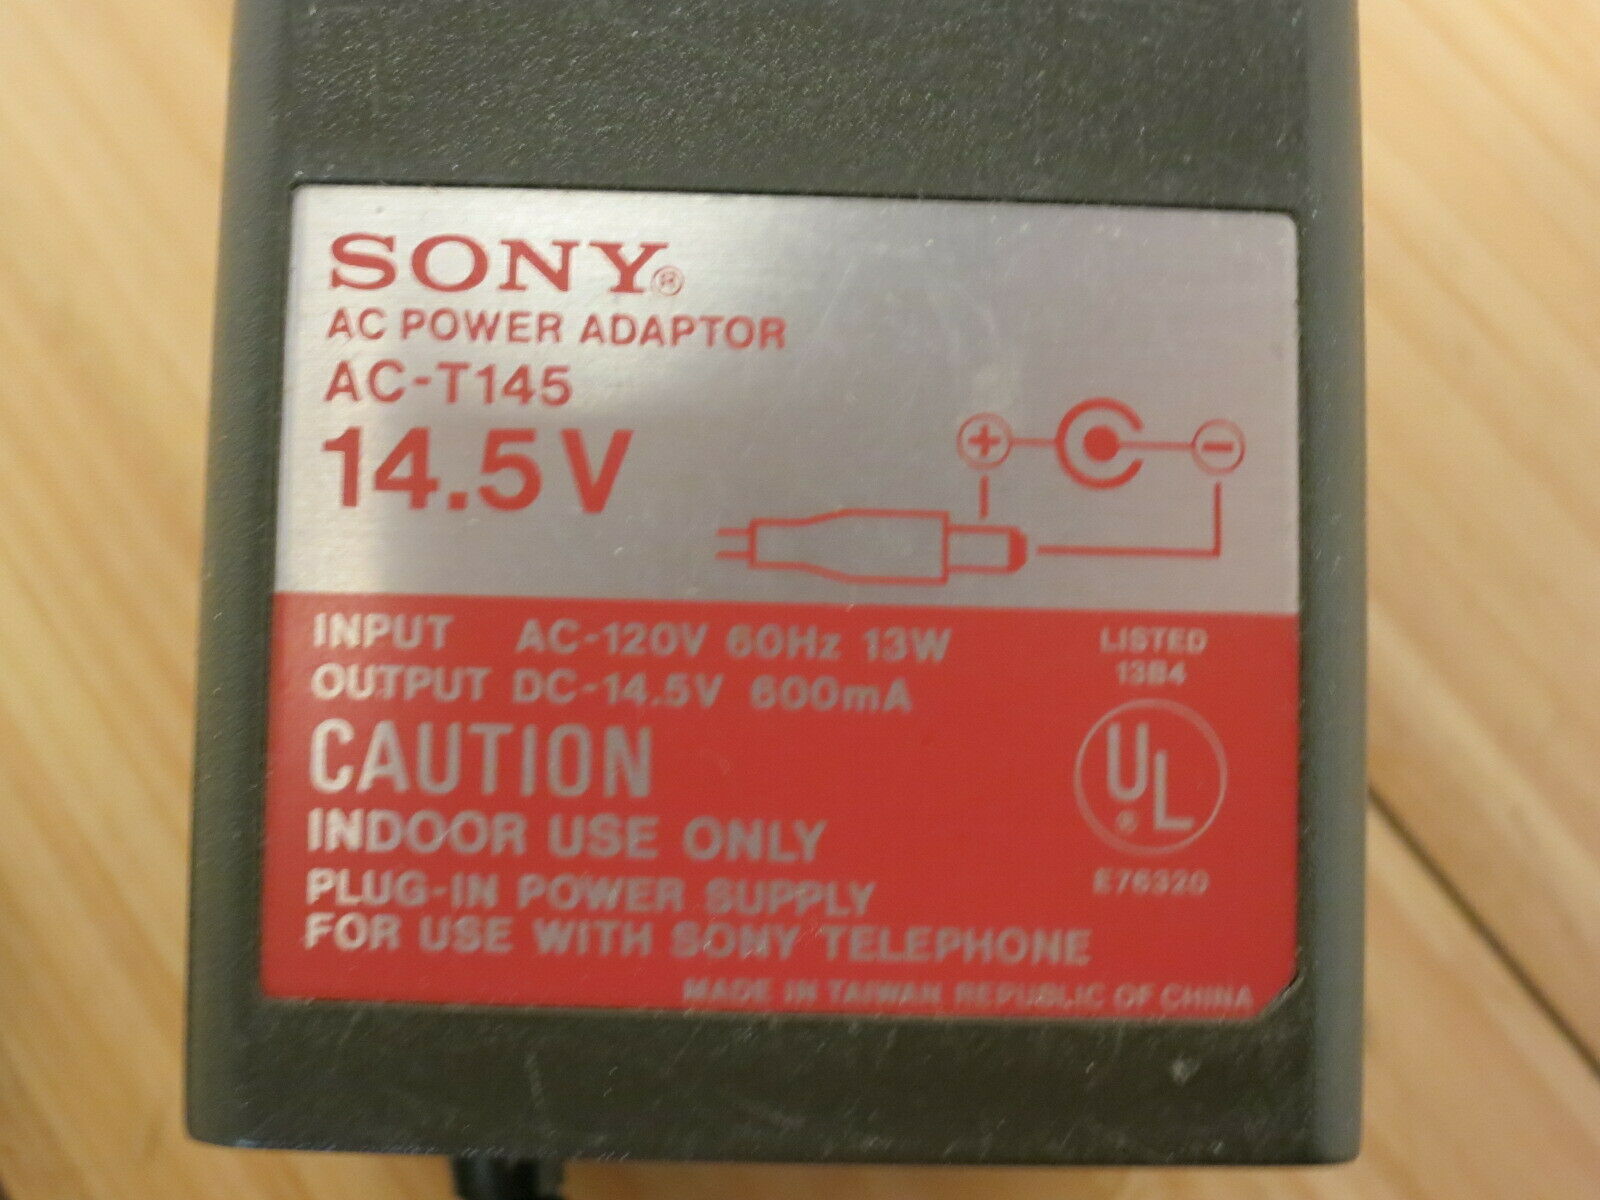 SONY®
AC POWER ADAPTOR
AC-T145
14.5V
+ −
INPUT AC-120V 60Hz 13W
OUTPUT DC-14.5V 600mA
CAUTION
INDOOR USE ONLY
PLUG-IN POWER SUPPLY
FOR USE WITH SONY TELEPHONE
LISTED
13B4
UL®
E76320
MADE IN TAIWAN REPUBLIC OF CHINA